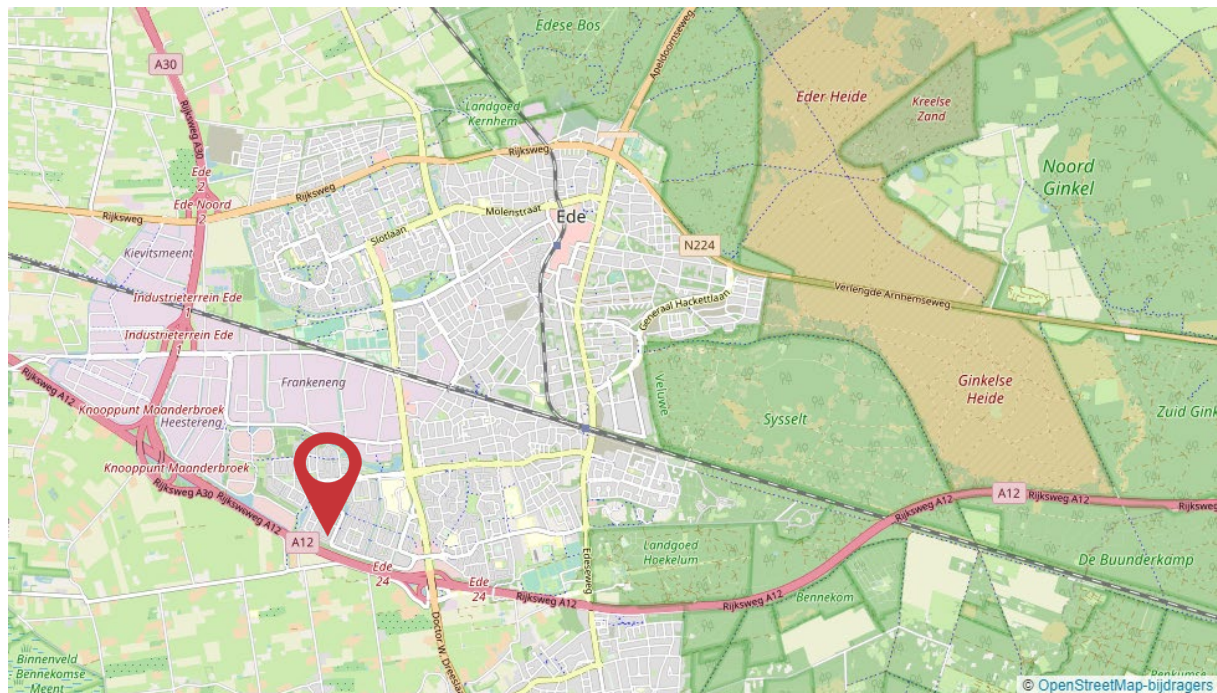 Edese Bos
Apeldoornseweg
A30
Eder Heide
Kreelse
Zand
Landgoed
Kernhem
Rijksweg A30
Rijksweg
Noord
Ginkel
Ede
2
Rijksweg
Ede Noord
2
Rijksweg
Molenstraat
Ede
Slotlaan
N224
Kievitsmeent
Verlengde Arnhemseweg
Industrieterrein Ede
1
Generaal Hackettlaan
Industrieterrein Ede
1
Rijksweg A12
Frankeneng
Veluwe
Ginkelse
Heide
Sysselt
Zuid Gink
Knooppunt Maanderbroek
Heestereng
Knooppunt Maanderbroek
Rijksweg A30
Rijksweg A12
A12
Rijksweg A12
Rijksweg A12
A12
Landgoed
Hoekelum
De Buunderkamp
Ede
24
Edeseweg
Ede
24
Rijksweg A12
Rijksweg A12
Bennekom
Doctor W. Dreeslaa
Binnenveld
Bennekomse
Meent
© OpenStreetMap-bijdragers